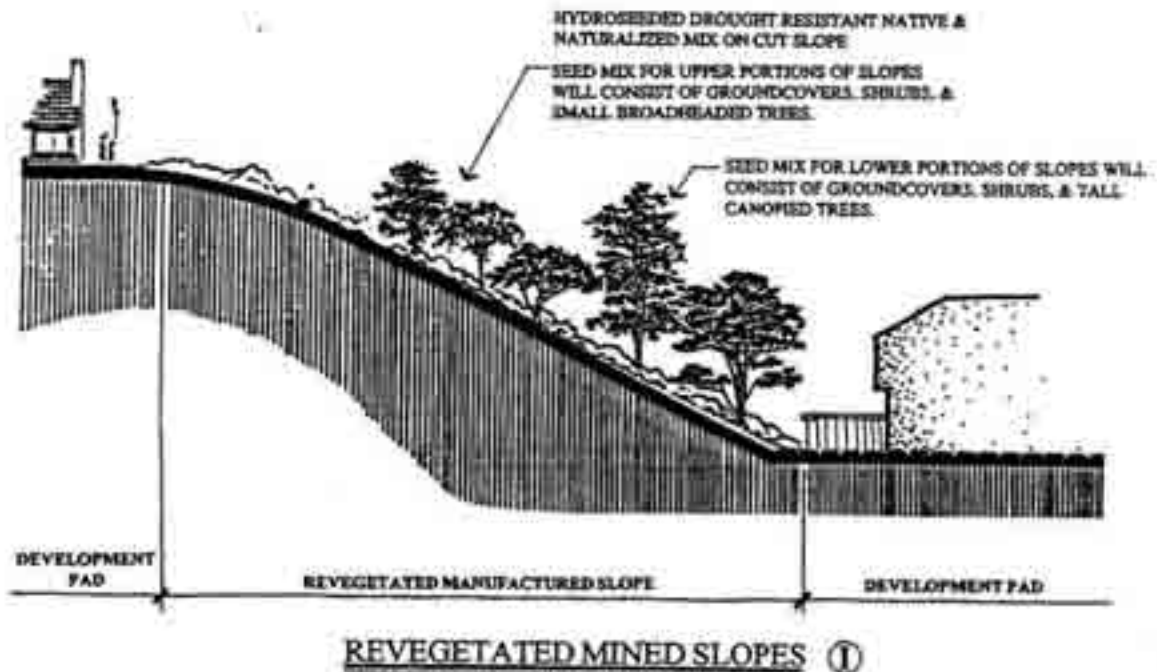 HYDROSEEDED DROUGHT RESISTANT NATIVE &
NATURALIZED MIX ON CUT SLOPE
SEED MIX FOR UPPER PORTIONS OF SLOPES
WILL CONSIST OF GROUNDCOVERS, SHRUBS, &
SMALL BROADHEADED TREES.
SEED MIX FOR LOWER PORTIONS OF SLOPES WILL
CONSIST OF GROUNDCOVERS, SHRUBS, & TALL
CANOPIED TREES.
DEVELOPMENT
PAD
REVEGETATED MANUFACTURED SLOPE
DEVELOPMENT PAD
REVEGETATED MINED SLOPES ①